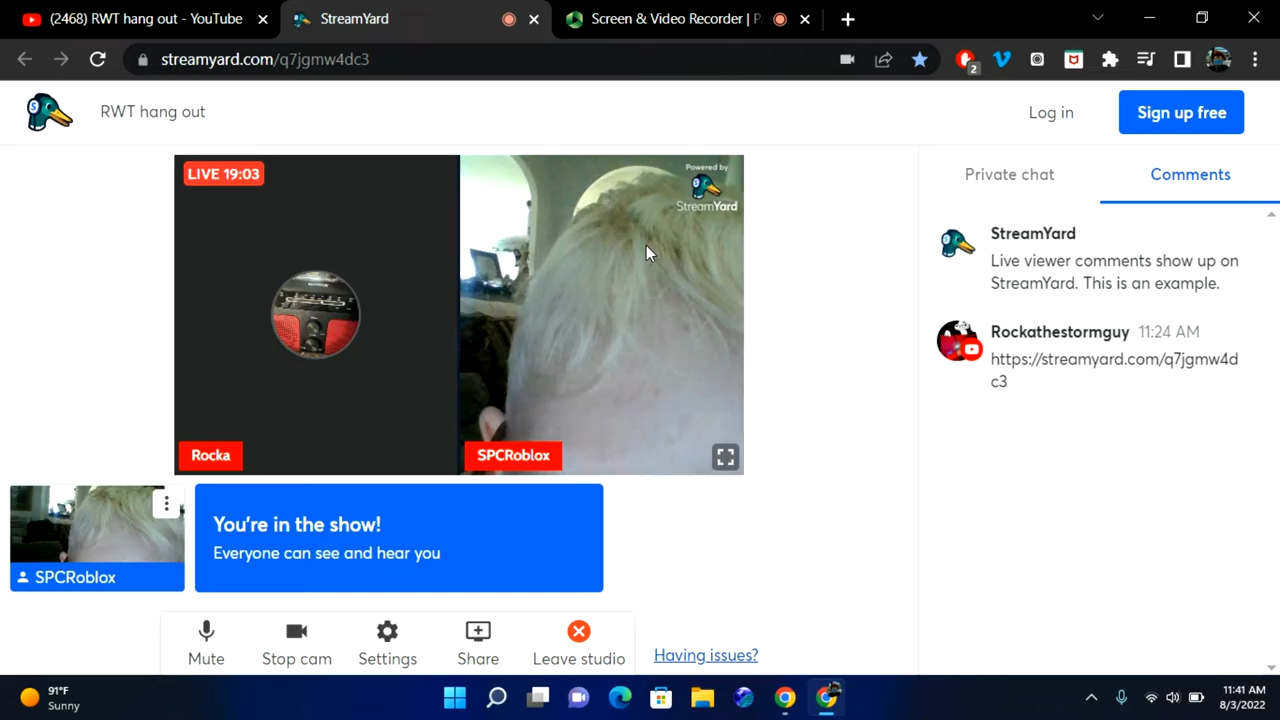 (2468) RWT hang out - YouTube
StreamYard
Screen & Video Recorder | P
streamyard.com/q7jgmw4dc3
2
RWT hang out
Log in
Sign up free
LIVE 19:03
Powered by
StreamYard
Rocka
SPCRoblox
Private chat
Comments
StreamYard
Live viewer comments show up on
StreamYard. This is an example.
Rockathestormguy 11:24 AM
https://streamyard.com/q7jgmw4d
c3
SPCRoblox
You're in the show!
Everyone can see and hear you
Mute
Stop cam
Settings
Share
Leave studio
Having issues?
91°F
Sunny
11:41 AM
8/3/2022